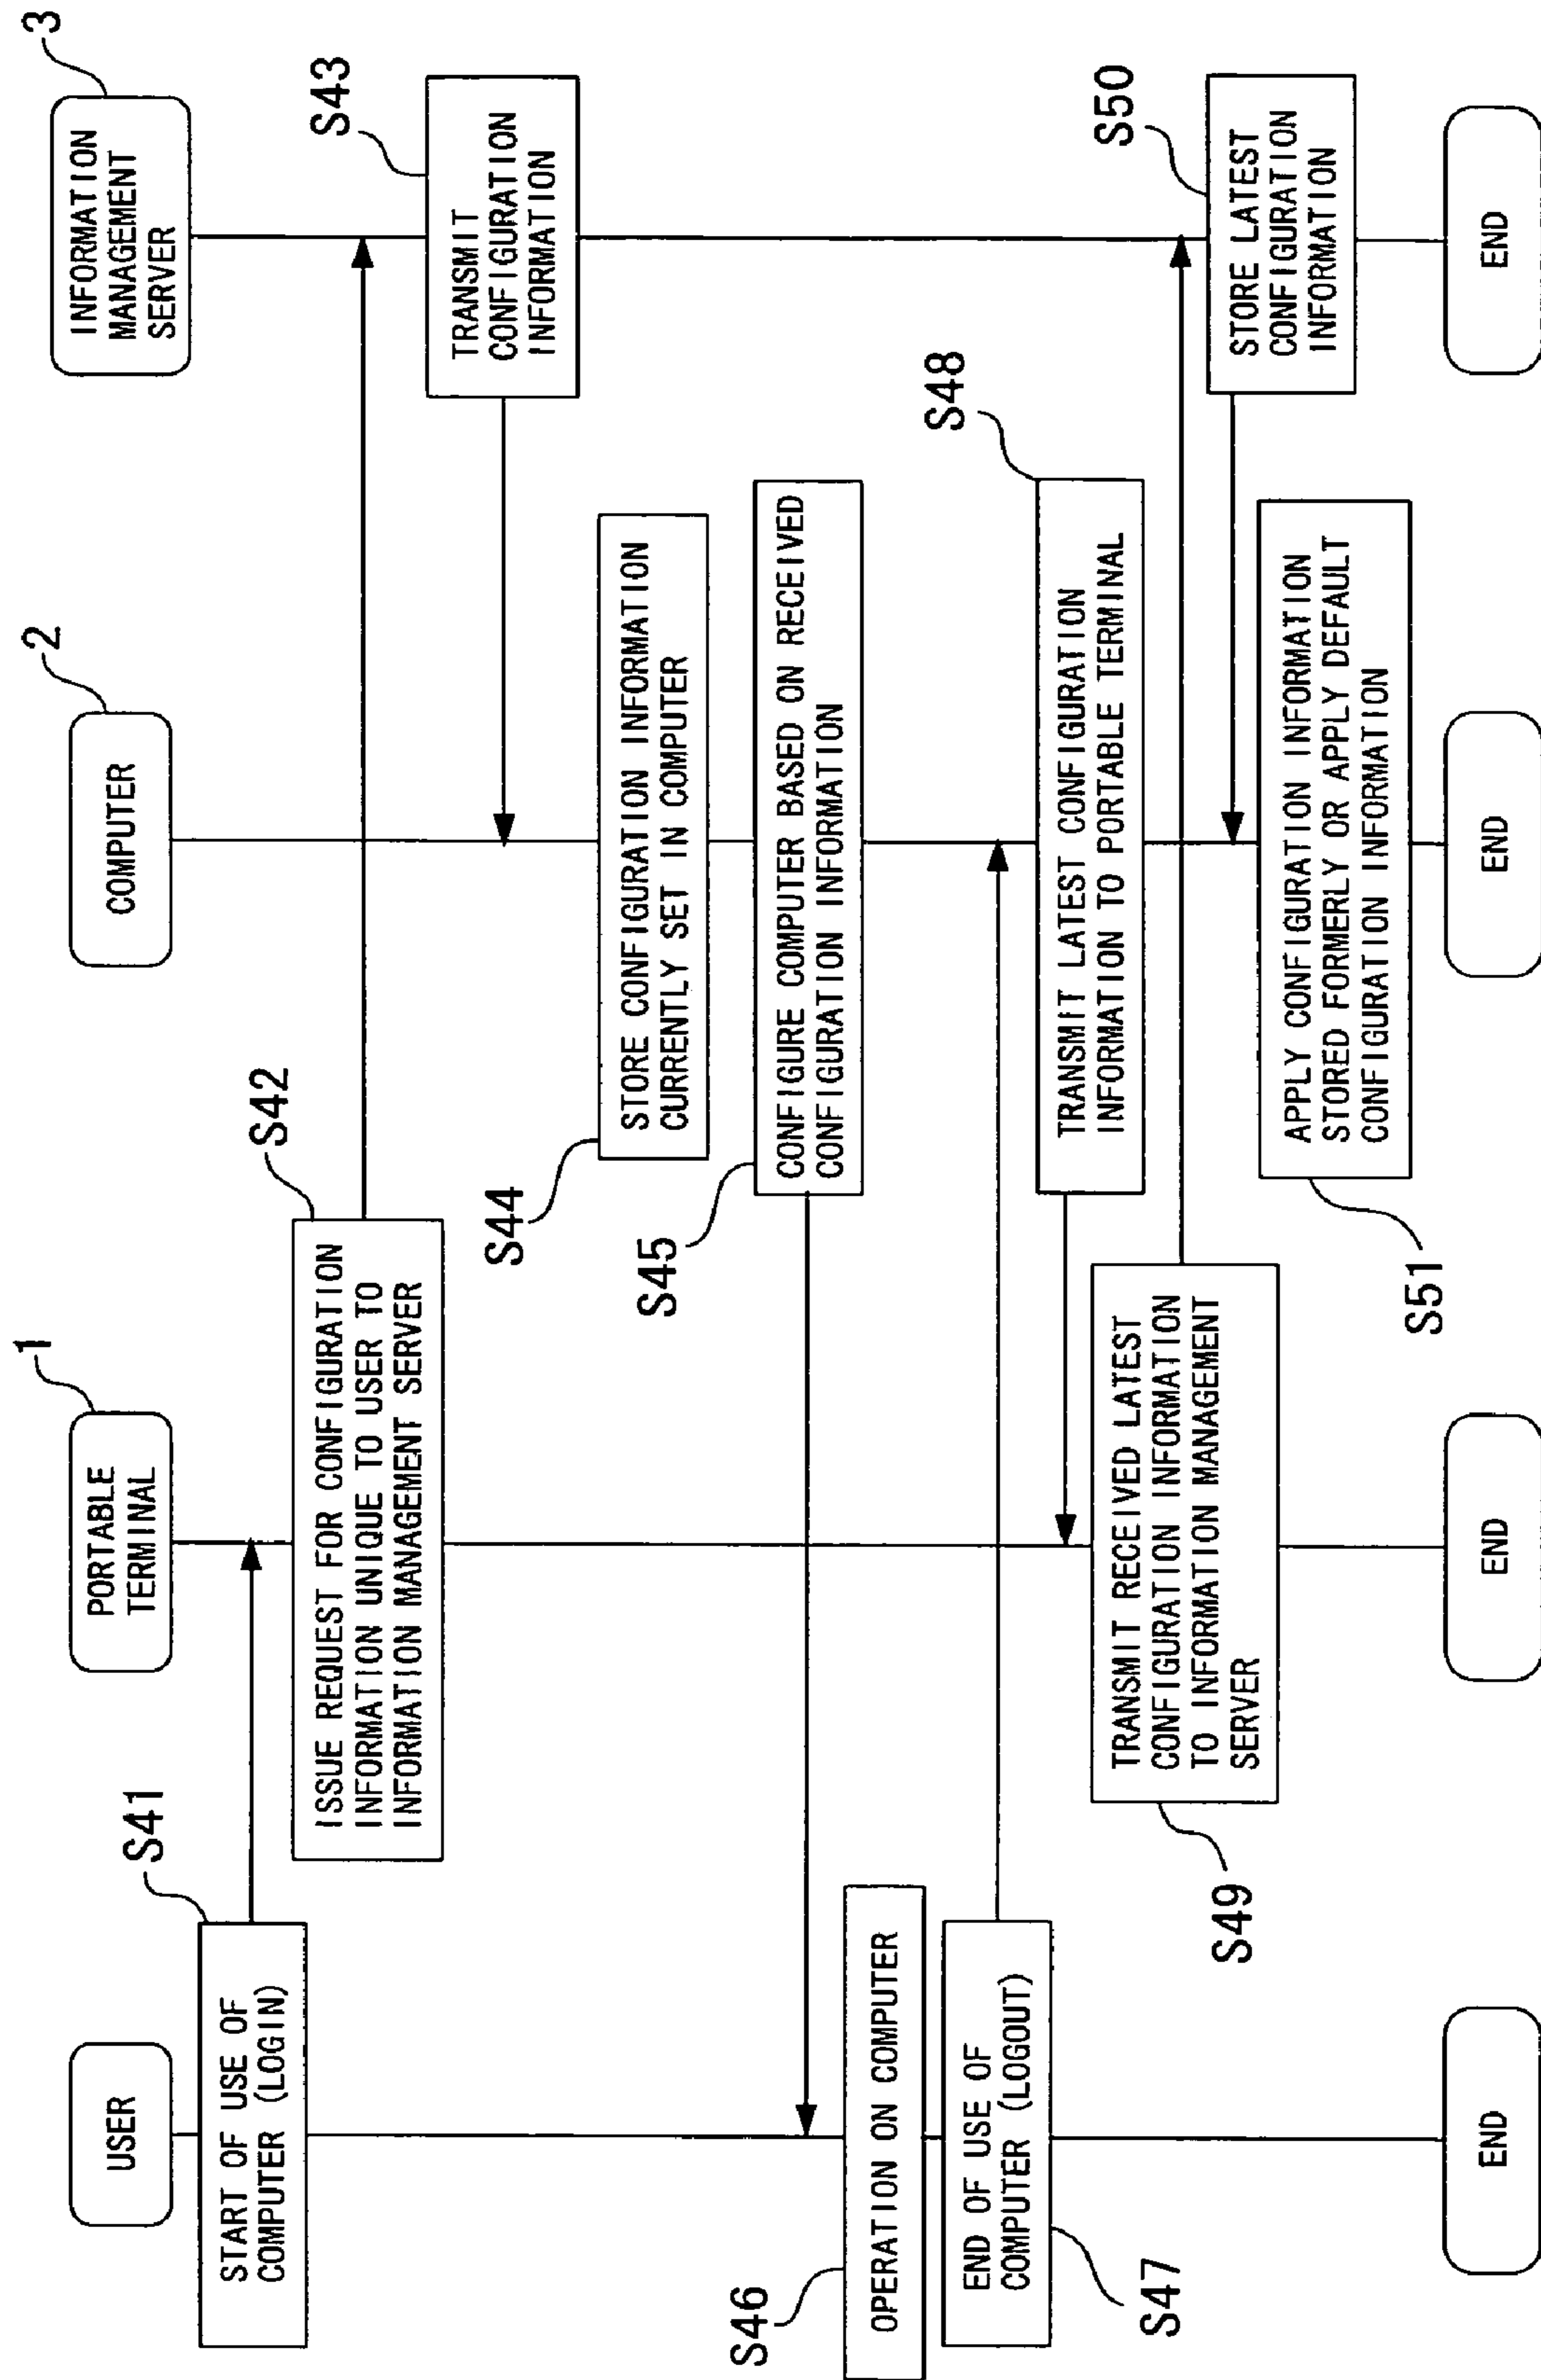 USER
PORTABLE
TERMINAL
1
COMPUTER
2
INFORMATION
MANAGEMENT
SERVER
3
START OF USE OF
COMPUTER (LOGIN)
S41
ISSUE REQUEST FOR CONFIGURATION
INFORMATION UNIQUE TO USER TO
INFORMATION MANAGEMENT SERVER
S42
TRANSMIT
CONFIGURATION
INFORMATION
S43
S44
STORE CONFIGURATION INFORMATION
CURRENTLY SET IN COMPUTER
S45
CONFIGURE COMPUTER BASED ON RECEIVED
CONFIGURATION INFORMATION
S46
OPERATION ON COMPUTER
END OF USE OF
COMPUTER (LOGOUT)
S47
TRANSMIT LATEST CONFIGURATION
INFORMATION TO PORTABLE TERMINAL
S48
TRANSMIT RECEIVED LATEST
CONFIGURATION INFORMATION
TO INFORMATION MANAGEMENT
SERVER
S49
STORE LATEST
CONFIGURATION
INFORMATION
S50
APPLY CONFIGURATION INFORMATION
STORED FORMERLY OR APPLY DEFAULT
CONFIGURATION INFORMATION
S51
END
END
END
END